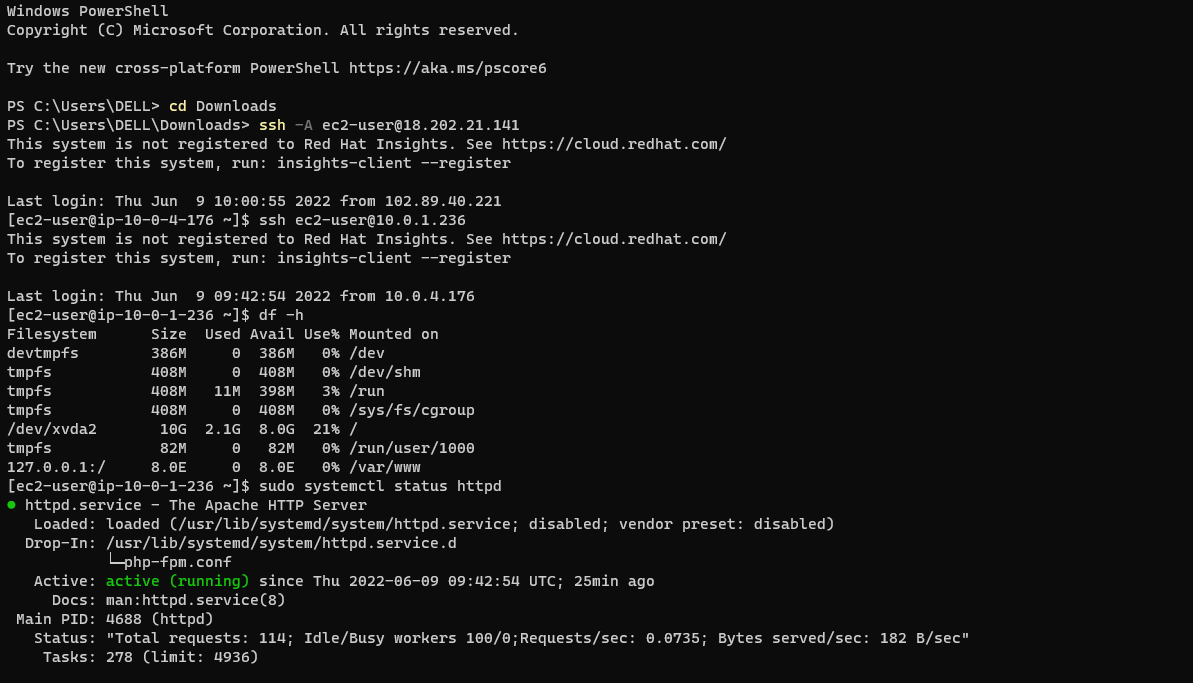 Windows PowerShell
Copyright (C) Microsoft Corporation. All rights reserved.
Try the new cross-platform PowerShell https://aka.ms/pscore6
PS C:\Users\DELL> cd Downloads
PS C:\Users\DELL\Downloads> ssh -A ec2-user@18.202.21.141
This system is not registered to Red Hat Insights. See https://cloud.redhat.com/
To register this system, run: insights-client --register
Last login: Thu Jun  9 10:00:55 2022 from 102.89.40.221
[ec2-user@ip-10-0-4-176 ~]$ ssh ec2-user@10.0.1.236
This system is not registered to Red Hat Insights. See https://cloud.redhat.com/
To register this system, run: insights-client --register
Last login: Thu Jun  9 09:42:54 2022 from 10.0.4.176
[ec2-user@ip-10-0-1-236 ~]$ df -h
Filesystem      Size  Used Avail Use% Mounted on
devtmpfs        386M     0  386M   0% /dev
tmpfs           408M     0  408M   0% /dev/shm
tmpfs           408M   11M  398M   3% /run
tmpfs           408M     0  408M   0% /sys/fs/cgroup
/dev/xvda2       10G  2.1G  8.0G  21% /
tmpfs            82M     0   82M   0% /run/user/1000
127.0.0.1:/     8.0E     0  8.0E   0% /var/www
[ec2-user@ip-10-0-1-236 ~]$ sudo systemctl status httpd
● httpd.service - The Apache HTTP Server
   Loaded: loaded (/usr/lib/systemd/system/httpd.service; disabled; vendor preset: disabled)
  Drop-In: /usr/lib/systemd/system/httpd.service.d
           └─php-fpm.conf
   Active: active (running) since Thu 2022-06-09 09:42:54 UTC; 25min ago
     Docs: man:httpd.service(8)
 Main PID: 4688 (httpd)
   Status: "Total requests: 114; Idle/Busy workers 100/0;Requests/sec: 0.0735; Bytes served/sec: 182 B/sec"
    Tasks: 278 (limit: 4936)